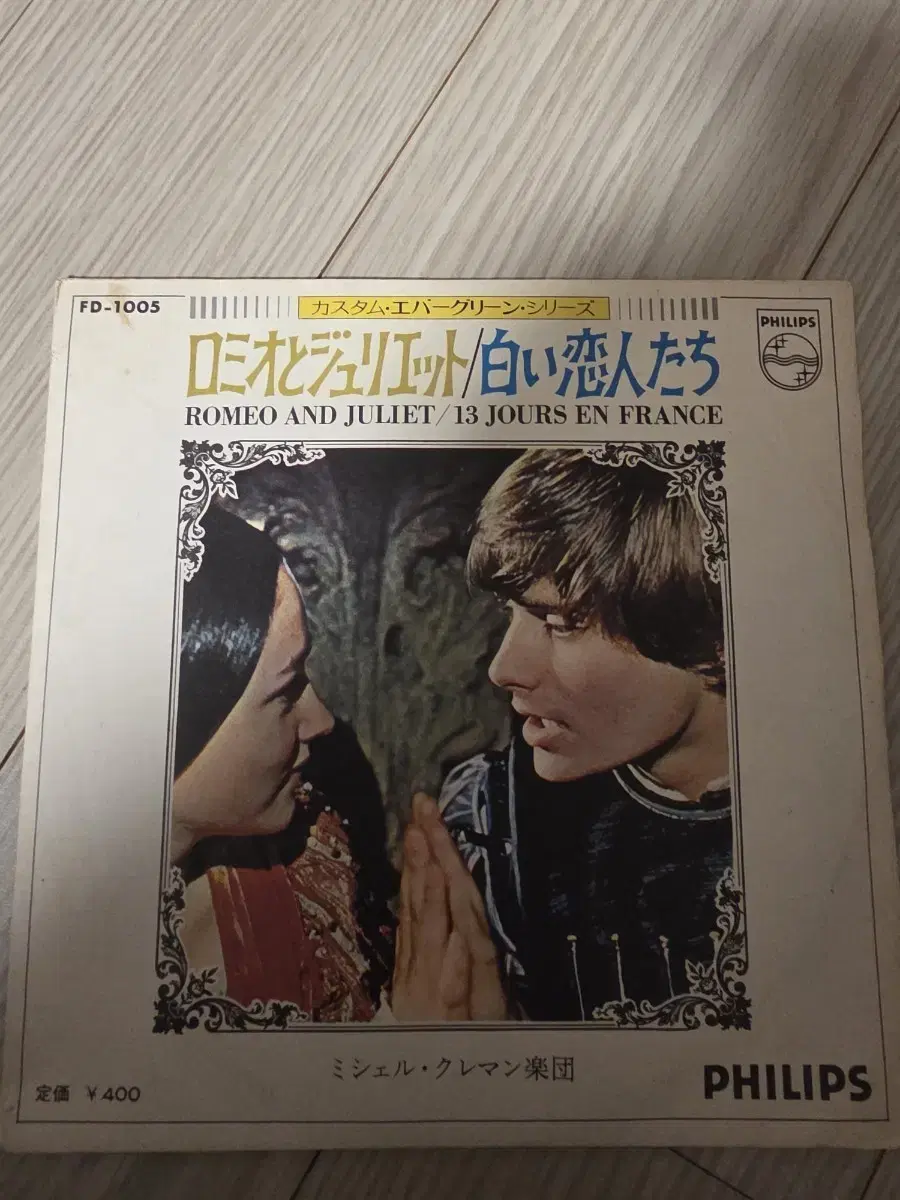 FD-1005
カスタム・エバーグリーン・シリーズ
ロミオとジュリエット/白い恋人たち
PHILIPS
ROMEO AND JULIET/13 JOURS EN FRANCE
ミシェル・クレマン楽団
定価 ¥400
PHILIPS